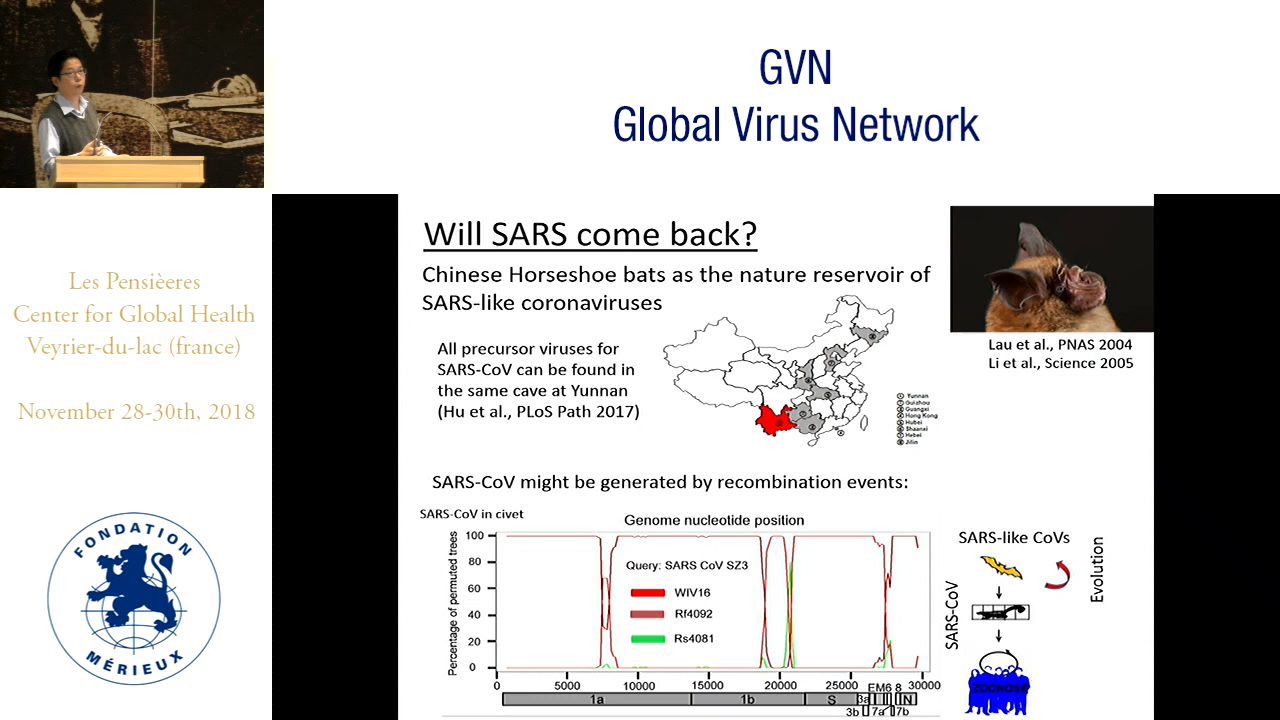 GVN
Global Virus Network
Les Pensièeres
Center for Global Health
Veyrier-du-lac (france)
November 28-30th, 2018
FONDATION
MÉRIEUX
Will SARS come back?
Chinese Horseshoe bats as the nature reservoir of
SARS-like coronaviruses
All precursor viruses for
SARS-CoV can be found in
the same cave at Yunnan
(Hu et al., PLoS Path 2017)
Lau et al., PNAS 2004
Li et al., Science 2005
Yunnan
Guizhou
Guangxi
Hong Kong
Hubei
Shaanxi
Hebei
Jilin
SARS-CoV might be generated by recombination events:
SARS-CoV in civet
Genome nucleotide position
Percentage of permuted trees
100
80
60
40
20
0
Query: SARS CoV SZ3
WIV16
Rf4092
Rs4081
0 5000 10000 15000 20000 25000 30000
1a 1b S 3a EM6 8 N
3b 7a 7b
SARS-like CoVs
Evolution
SARS-CoV
ZOONOSE